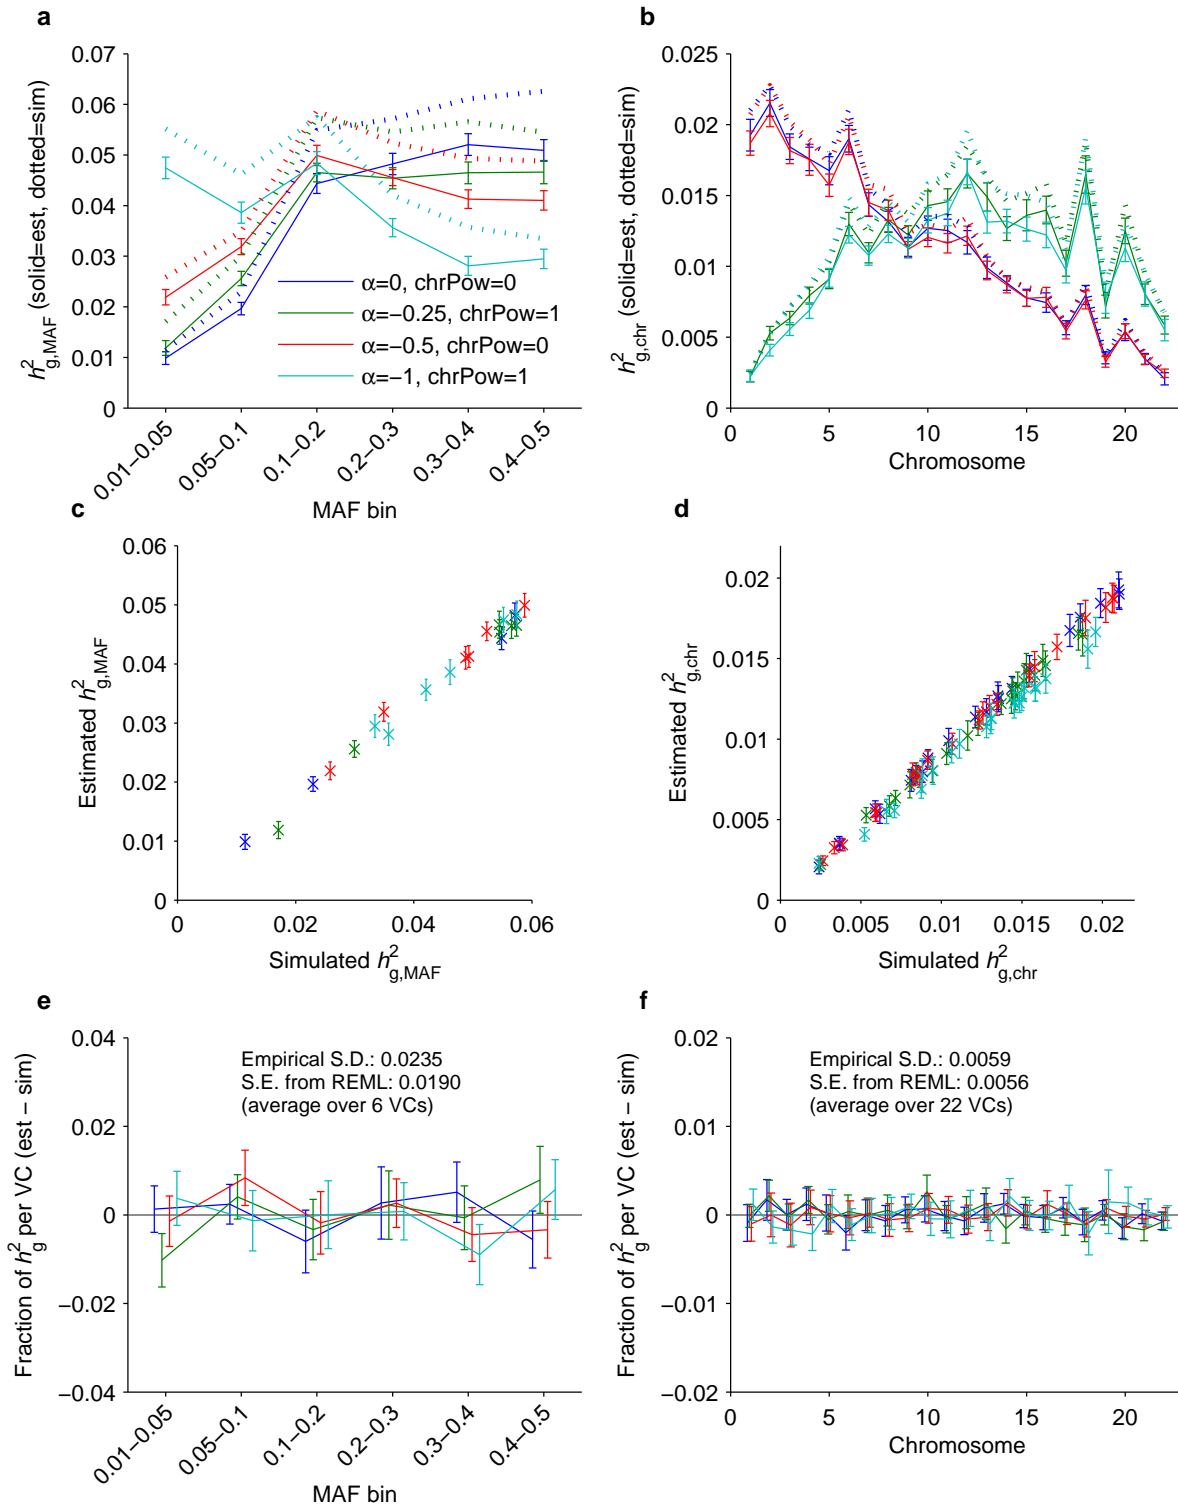 a
h²g,MAF (solid=est, dotted=sim)
0.07
0.06
0.05
0.04
0.03
0.02
0.01
0
α=0, chrPow=0
α=−0.25, chrPow=1
α=−0.5, chrPow=0
α=−1, chrPow=1
0.01−0.05
0.05−0.1
0.1−0.2
0.2−0.3
0.3−0.4
0.4−0.5
MAF bin
b
h²g,chr (solid=est, dotted=sim)
0.025
0.02
0.015
0.01
0.005
0
0
5
10
15
20
Chromosome
c
Estimated h²g,MAF
0.06
0.05
0.04
0.03
0.02
0.01
0
0
0.02
0.04
0.06
Simulated h²g,MAF
d
Estimated h²g,chr
0.02
0.015
0.01
0.005
0
0
0.005
0.01
0.015
0.02
Simulated h²g,chr
e
Fraction of h²g per VC (est − sim)
0.04
0.02
0
−0.02
−0.04
Empirical S.D.: 0.0235
S.E. from REML: 0.0190
(average over 6 VCs)
0.01−0.05
0.05−0.1
0.1−0.2
0.2−0.3
0.3−0.4
0.4−0.5
MAF bin
f
Fraction of h²g per VC (est − sim)
0.02
0.01
0
−0.01
−0.02
Empirical S.D.: 0.0059
S.E. from REML: 0.0056
(average over 22 VCs)
0
5
10
15
20
Chromosome